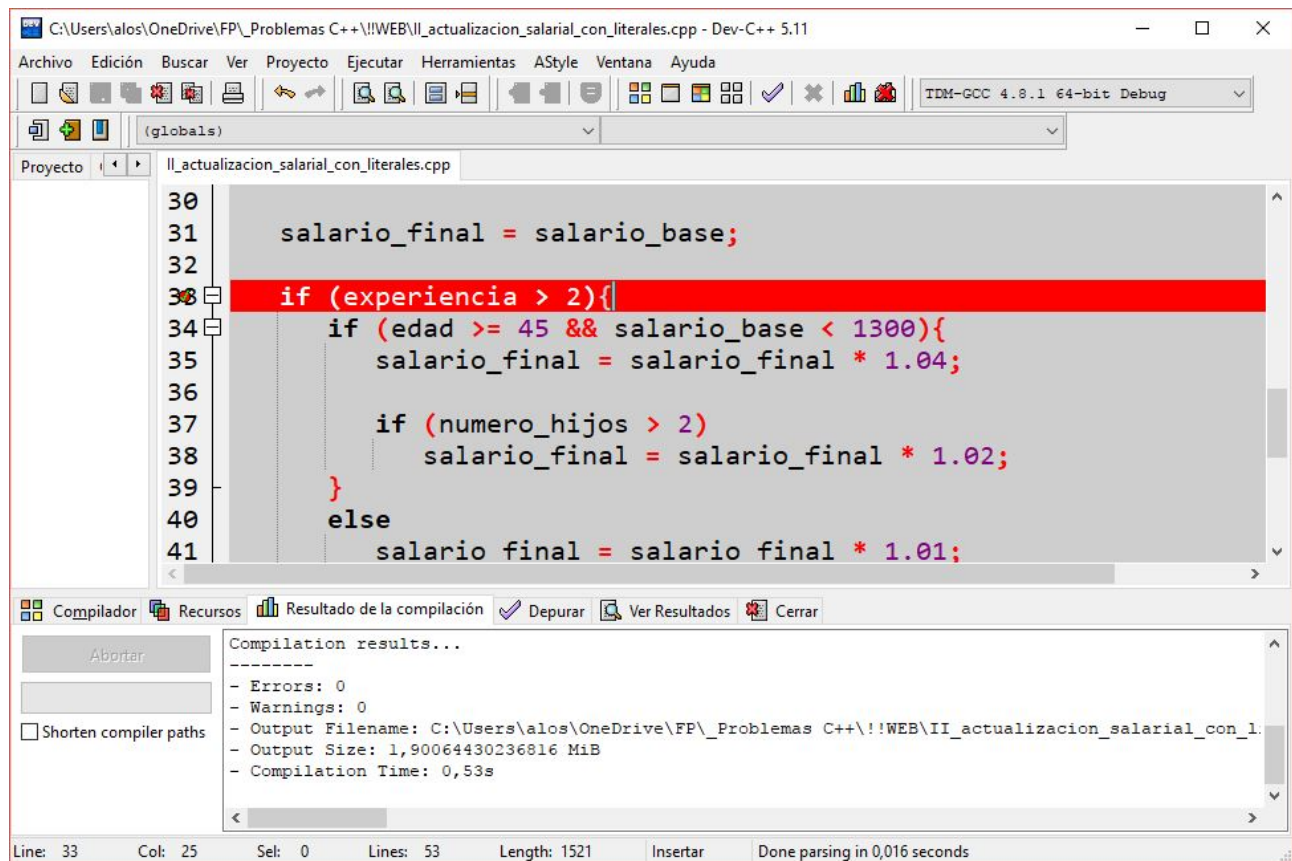 C:\Users\alos\OneDrive\FP\_Problemas C++\!!WEB\II_actualizacion_salarial_con_literales.cpp - Dev-C++ 5.11
Archivo Edición Buscar Ver Proyecto Ejecutar Herramientas AStyle Ventana Ayuda
TDM-GCC 4.8.1 64-bit Debug
(globals)
Proyecto
II_actualizacion_salarial_con_literales.cpp
30
31 salario_final = salario_base;
32
if (experiencia > 2){
34 if (edad >= 45 && salario_base < 1300){
35 salario_final = salario_final * 1.04;
36
37 if (numero_hijos > 2)
38 salario_final = salario_final * 1.02;
39 }
40 else
41 salario_final = salario_final * 1.01;
Compilador Recursos Resultado de la compilación Depurar Ver Resultados Cerrar
Abortar
Shorten compiler paths
Compilation results...
--------
- Errors: 0
- Warnings: 0
- Output Filename: C:\Users\alos\OneDrive\FP\_Problemas C++\!!WEB\II_actualizacion_salarial_con_l
- Output Size: 1,90064430236816 MiB
- Compilation Time: 0,53s
Line: 33 Col: 25 Sel: 0 Lines: 53 Length: 1521 Insertar Done parsing in 0,016 seconds